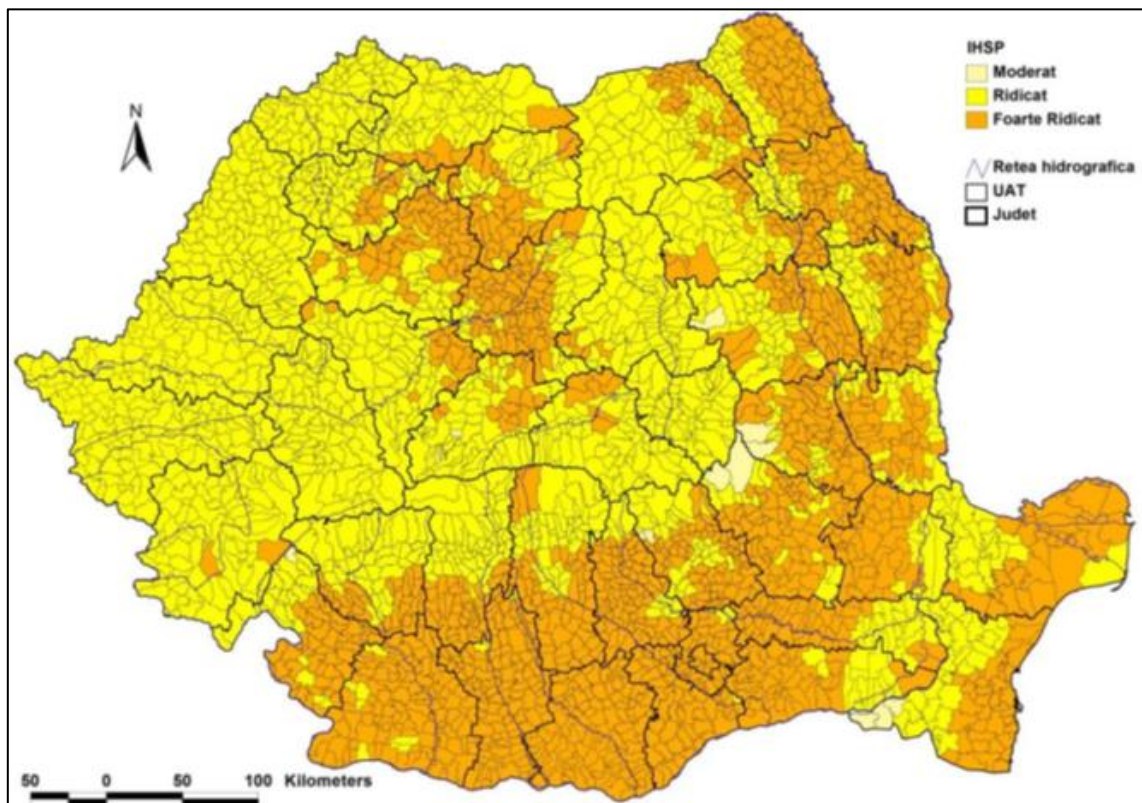 N
IHSP
Moderat
Ridicat
Foarte Ridicat
Retea hidrografica
UAT
Judet
50 0 50 100 Kilometers